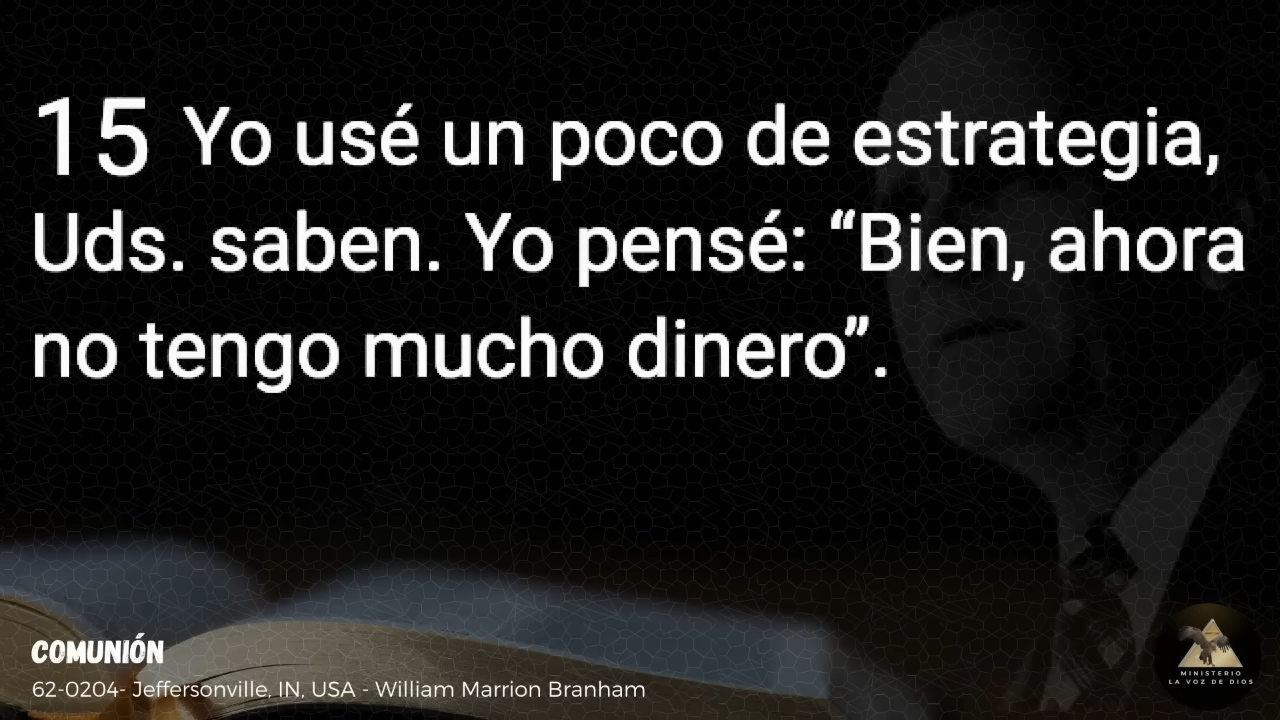 15 Yo usé un poco de estrategia,
Uds. saben. Yo pensé: “Bien, ahora
no tengo mucho dinero”.
COMUNIÓN
62-0204- Jeffersonville, IN, USA - William Marrion Branham
MINISTERIO
LA VOZ DE DIOS